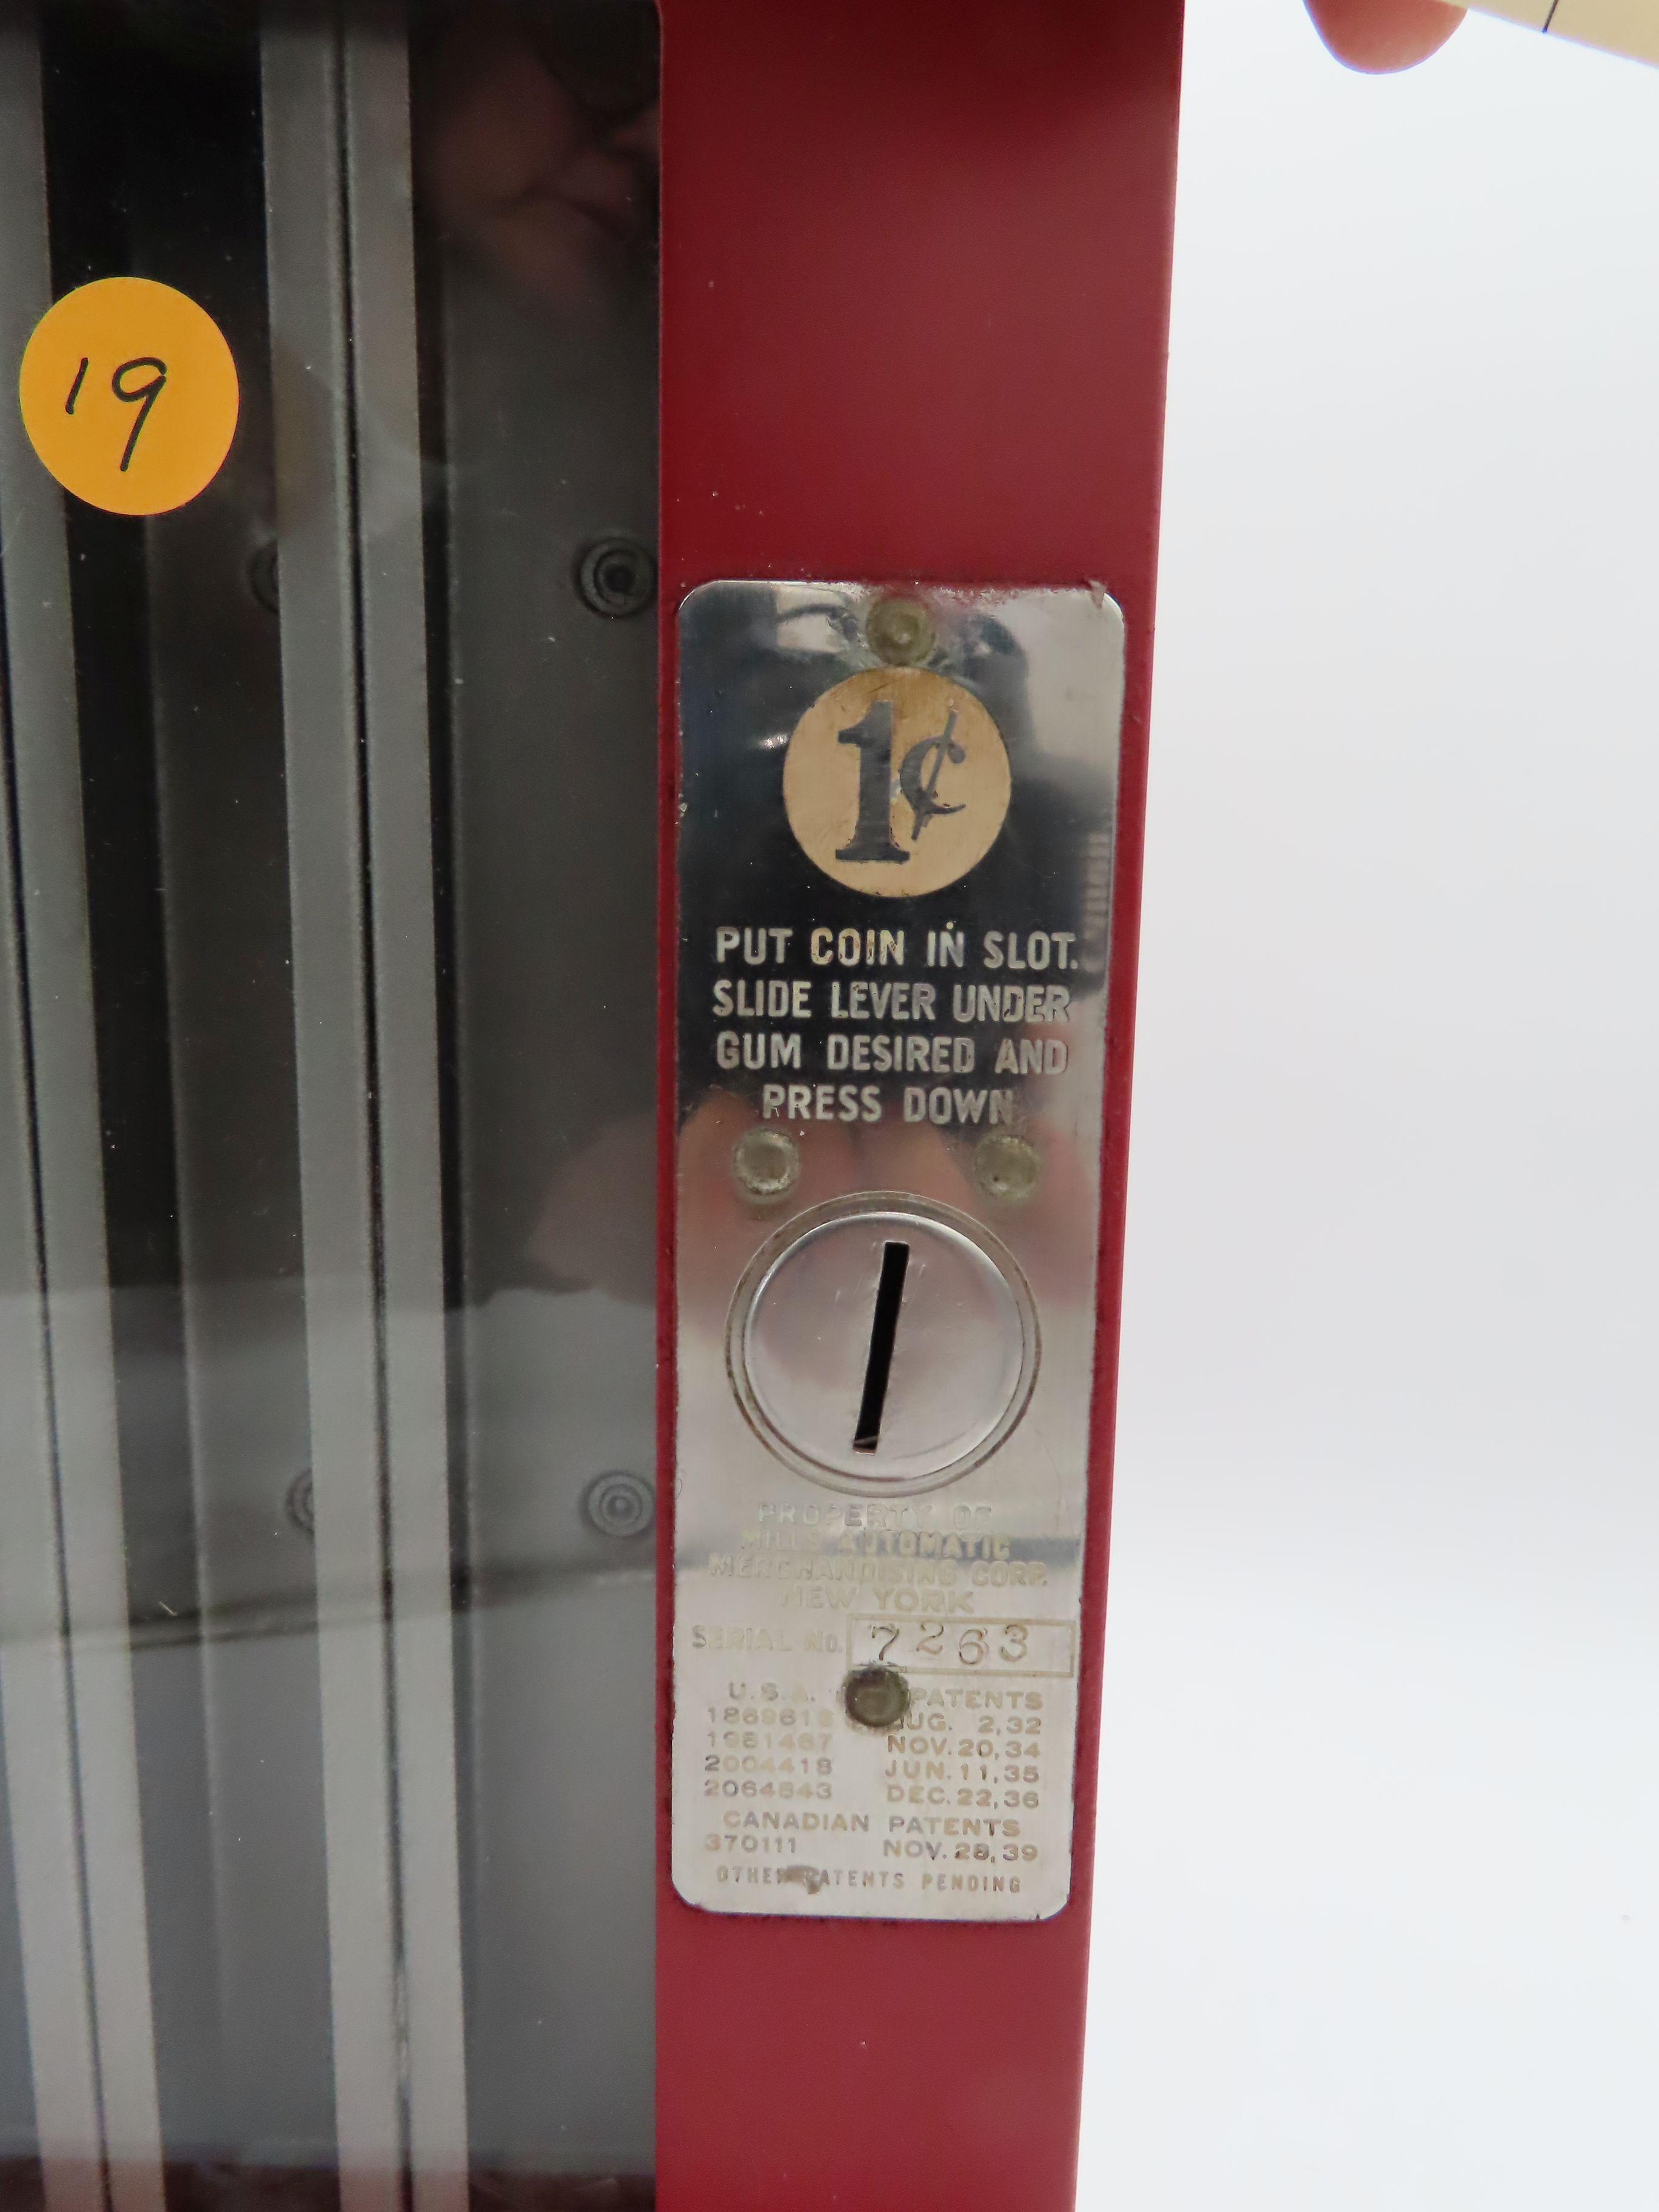 19
1¢
PUT COIN IN SLOT.
SLIDE LEVER UNDER
GUM DESIRED AND
PRESS DOWN
PROPERTY OF
MILLS AUTOMATIC
MERCHANDISING CORP.
NEW YORK
SERIAL NO. 7263
U.S.A. PATENTS
AUG. 2,32
1981467 NOV.20,34
2004418 JUN.11,35
DEC.22,36
CANADIAN PATENTS
370111 NOV.28,39
OTHER PATENTS PENDING